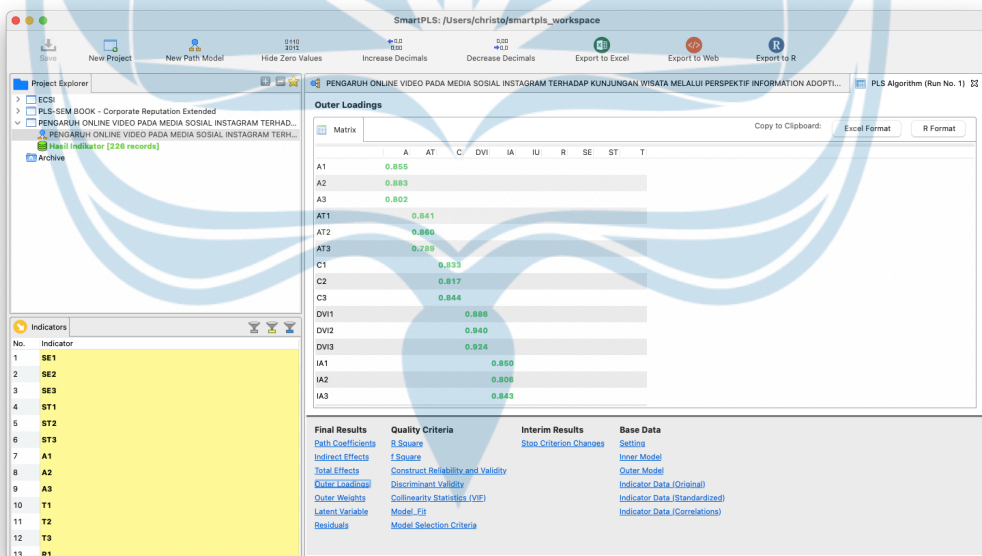 SmartPLS: /Users/christo/smartpls_workspace
Save New Project New Path Model Hide Zero Values Increase Decimals Decrease Decimals Export to Excel Export to Web Export to R
Project Explorer
ECSI
PLS-SEM BOOK - Corporate Reputation Extended
PENGARUH ONLINE VIDEO PADA MEDIA SOSIAL INSTAGRAM TERHAD...
PENGARUH ONLINE VIDEO PADA MEDIA SOSIAL INSTAGRAM TERH...
Hasil Indikator [226 records]
Archive
Indicators
No. Indicator
1 SE1
2 SE2
3 SE3
4 ST1
5 ST2
6 ST3
7 A1
8 A2
9 A3
10 T1
11 T2
12 T3
13 R1
PENGARUH ONLINE VIDEO PADA MEDIA SOSIAL INSTAGRAM TERHADAP KUNJUNGAN WISATA MELALUI PERSPEKTIF INFORMATION ADOPTI... PLS Algorithm (Run No. 1)
Outer Loadings
Matrix Copy to Clipboard: Excel Format R Format
A AT C DVI IA IU R SE ST T
A1 0.855
A2 0.883
A3 0.802
AT1 0.841
AT2 0.860
AT3 0.789
C1 0.833
C2 0.817
C3 0.844
DVI1 0.886
DVI2 0.940
DVI3 0.924
IA1 0.850
IA2 0.806
IA3 0.843
Final Results Quality Criteria Interim Results Base Data
Path Coefficients R Square Stop Criterion Changes Setting
Indirect Effects f Square Inner Model
Total Effects Construct Reliability and Validity Outer Model
Outer Loadings Discriminant Validity Indicator Data (Original)
Outer Weights Collinearity Statistics (VIF) Indicator Data (Standardized)
Latent Variable Model_Fit Indicator Data (Correlations)
Residuals Model Selection Criteria